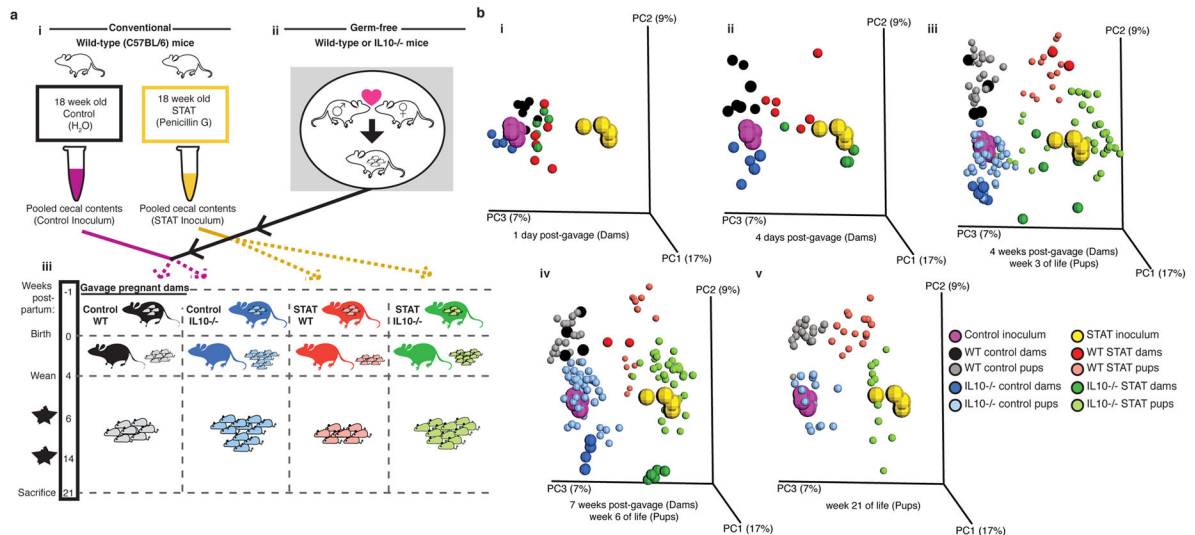 a
i
Conventional
Wild-type (C57BL/6) mice
18 week old
Control
(H2O)
18 week old
STAT
(Penicillin G)
Pooled cecal contents
(Control Inoculum)
Pooled cecal contents
(STAT Inoculum)
ii
Germ-free
Wild-type or IL10-/- mice
♂
♀
iii
Weeks
post-
partum:
-1
Birth
0
Wean
4
6
14
Sacrifice
21
Gavage pregnant dams
Control
WT
Control
IL10-/-
STAT
WT
STAT
IL10-/-
b
i
PC2 (9%)
PC3 (7%)
1 day post-gavage (Dams)
PC1 (17%)
ii
PC2 (9%)
PC3 (7%)
4 days post-gavage (Dams)
PC1 (17%)
iii
PC2 (9%)
PC3 (7%)
4 weeks post-gavage (Dams)
week 3 of life (Pups)
PC1 (17%)
iv
PC2 (9%)
PC3 (7%)
7 weeks post-gavage (Dams)
week 6 of life (Pups)
PC1 (17%)
v
PC2 (9%)
PC3 (7%)
week 21 of life (Pups)
PC1 (17%)
Control inoculum
WT control dams
WT control pups
IL10-/- control dams
IL10-/- control pups
STAT inoculum
WT STAT dams
WT STAT pups
IL10-/- STAT dams
IL10-/- STAT pups